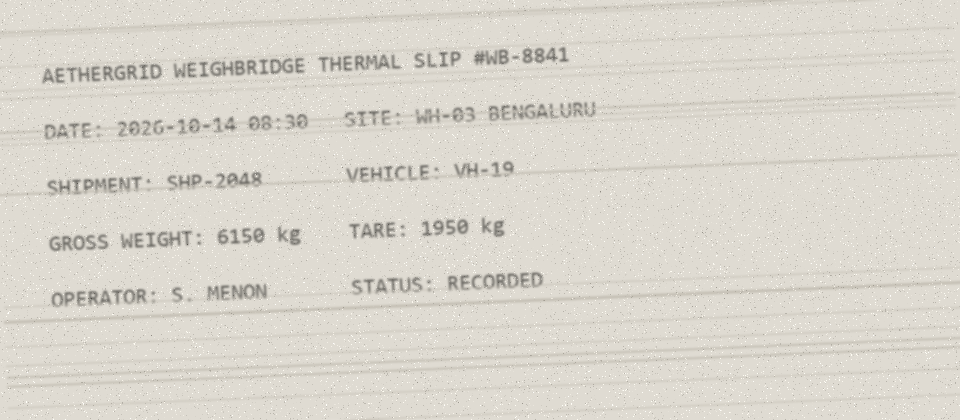 AETHERGRID WEIGHBRIDGE THERMAL SLIP #WB-8841
DATE: 2026-10-14 08:30 SITE: WH-03 BENGALURU
SHIPMENT: SHP-2048 VEHICLE: VH-19
GROSS WEIGHT: 6150 kg TARE: 1950 kg
OPERATOR: S. MENON STATUS: RECORDED